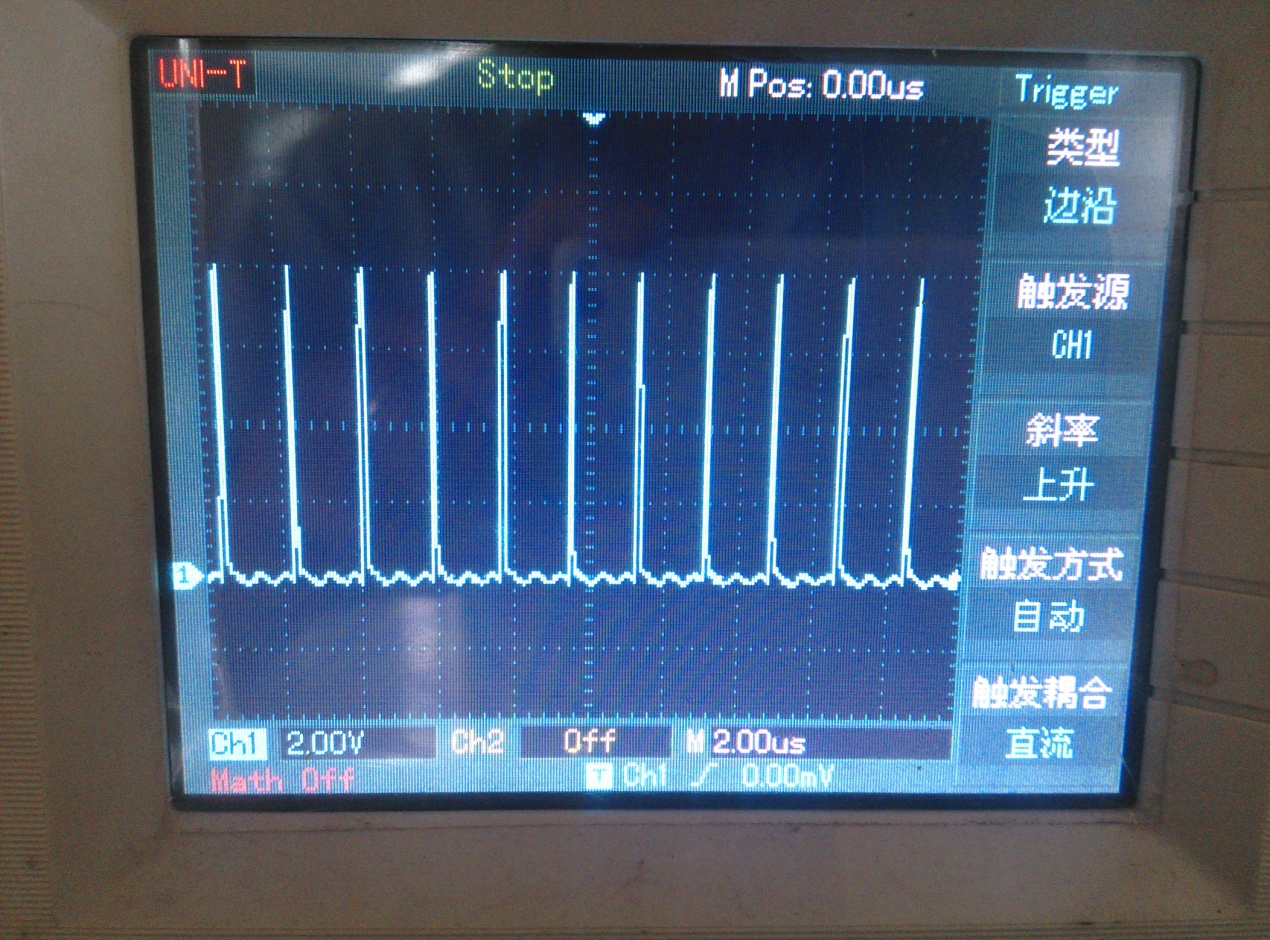 UNI-T Stop M Pos: 0.00us Trigger
类型
边沿
触发源
CH1
斜率
上升
触发方式
自动
触发耦合
直流
1
Ch1 2.00V Ch2 Off M 2.00us
Math Off T Ch1 0.00mV